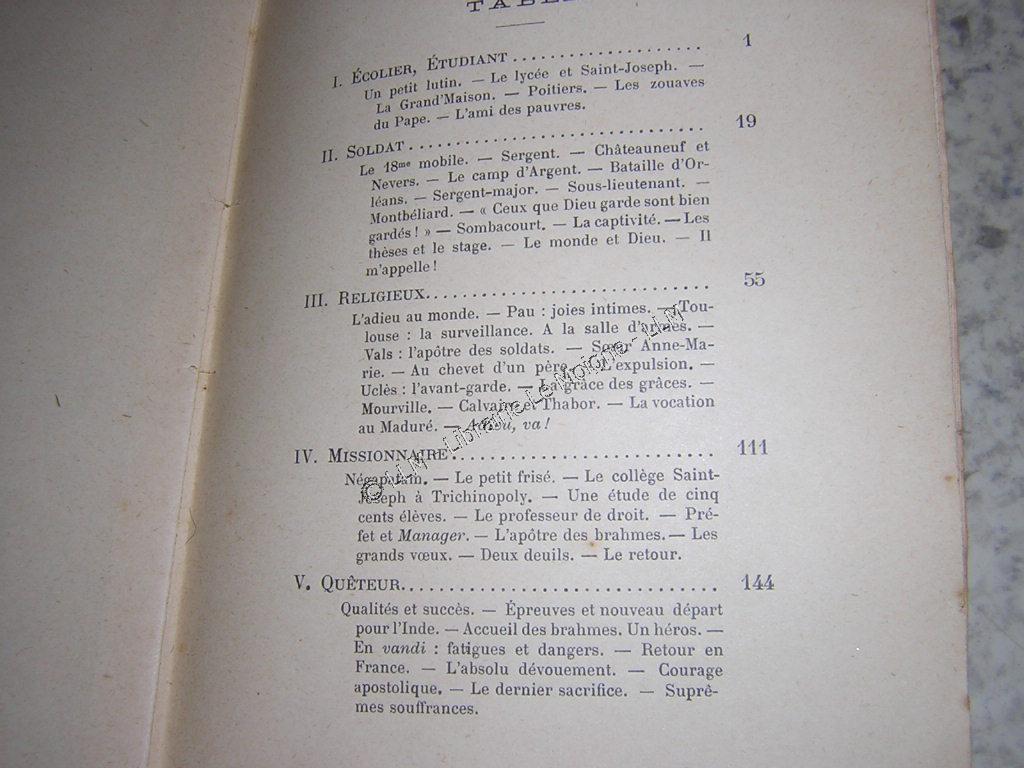 TABL
I. ÉCOLIER, ÉTUDIANT .................... 1
Un petit lutin. — Le lycée et Saint-Joseph. —
La Grand'Maison. — Poitiers. — Les zouaves
du Pape. — L'ami des pauvres.
II. SOLDAT .............................. 19
Le 18me mobile. — Sergent. — Châteauneuf et
Nevers. — Le camp d'Argent. — Bataille d'Or-
léans. — Sergent-major. — Sous-lieutenant. —
Montbéliard. — « Ceux que Dieu garde sont bien
gardés ! » — Sombacourt. — La captivité. — Les
thèses et le stage. — Le monde et Dieu. — Il
m'appelle !
III. RELIGIEUX.............................. 55
L'adieu au monde. — Pau : joies intimes. — Tou-
louse : la surveillance. A la salle d'armes. —
Vals : l'apôtre des soldats. — Sœur Anne-Ma-
rie. — Au chevet d'un père. — L'expulsion. —
Uclès : l'avant-garde. — La grâce des grâces. —
Mourville. — Calvaire et Thabor. — La vocation
au Maduré. — Adieu, va !
IV. MISSIONNAIRE........................... 111
Négapatam. — Le petit frisé. — Le collège Saint-
Joseph à Trichinopoly. — Une étude de cinq
cents élèves. — Le professeur de droit. — Pré-
fet et Manager. — L'apôtre des brahmes. — Les
grands vœux. — Deux deuils. — Le retour.
V. QUÊTEUR.............................. 144
Qualités et succès. — Épreuves et nouveau départ
pour l'Inde. — Accueil des brahmes. Un héros. —
En vandi : fatigues et dangers. — Retour en
France. — L'absolu dévouement. — Courage
apostolique. — Le dernier sacrifice. — Suprê-
mes souffrances.
© LLM - Librairie Le Moigne - LLM